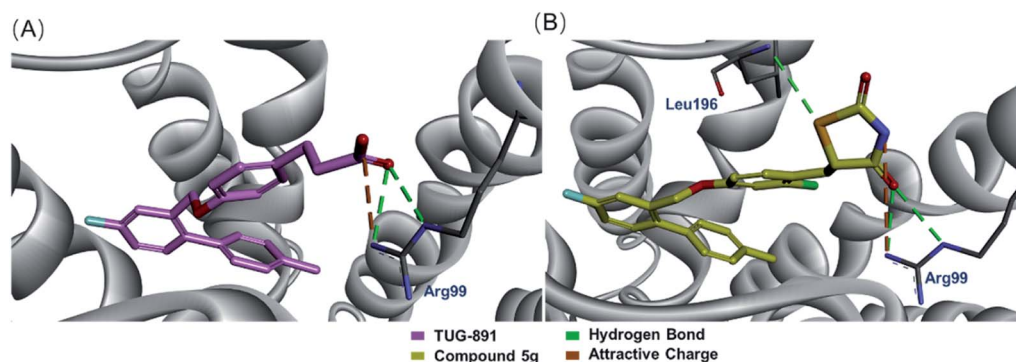 (A)
(B)
Leu196
Arg99
Arg99
TUG-891
Hydrogen Bond
Compound 5g
Attractive Charge